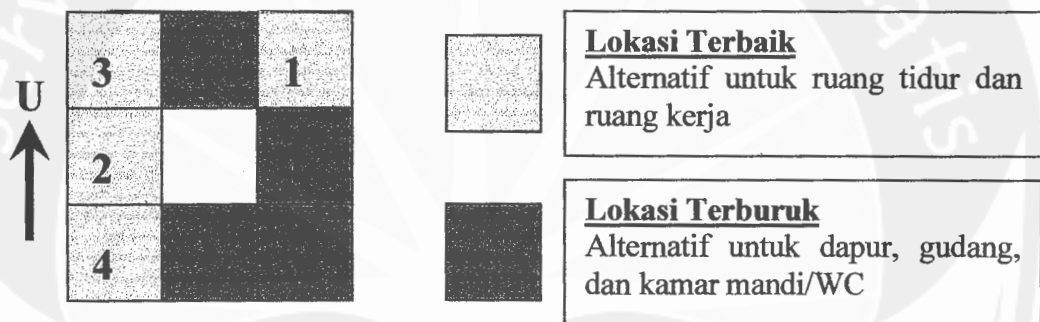 3
1
U
2
4
Lokasi Terbaik
Alternatif untuk ruang tidur dan
ruang kerja
Lokasi Terburuk
Alternatif untuk dapur, gudang,
dan kamar mandi/WC